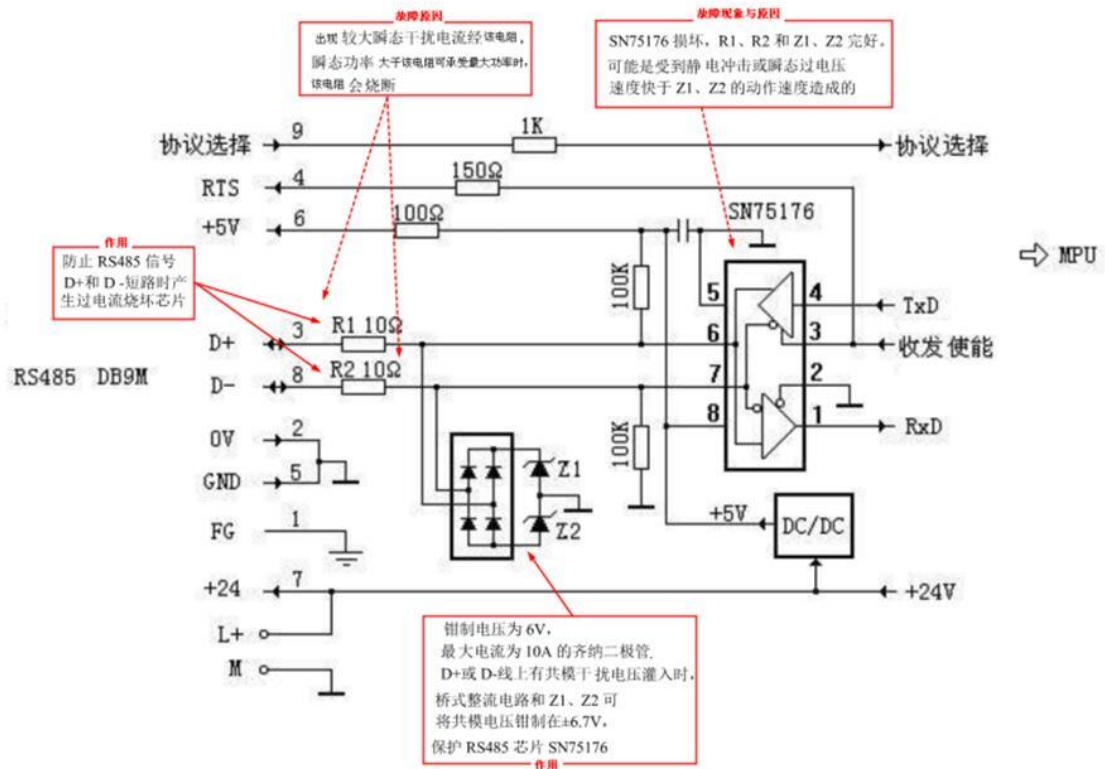 故障原因
出现 较大瞬态干扰电流经该电阻，
瞬态功率 大于该电阻可承受最大功率时，
该电阻 会烧断
故障现象与原因
SN75176 损坏，R1、R2 和 Z1、Z2 完好，
可能是受到静 电冲击或瞬态过电压
速度快于 Z1、Z2 的动作速度造成的
协议选择 9 1K 协议选择
RTS 4 150Ω
+5V 6 100Ω SN75176
作用
防止 RS485 信号
D+和 D -短路时产
生过电流烧坏芯片
MPU
100K
5 4 TxD
D+ 3 R1 10Ω 6 3 收发使能
RS485 DB9M
D- 8 R2 10Ω 7 2
8 1 RxD
0V 2
100K
GND 5
Z1
Z2
FG 1
+5V DC/DC
+24 7 +24V
L+
M
钳制电压为 6V，
最大电流为 10A 的齐纳二极管.
D+或 D-线上有共模干 扰电压灌入时，
桥式整流电路和 Z1、Z2 可
将共模电压钳制在±6.7V，
保护 RS485 芯片 SN75176
作用